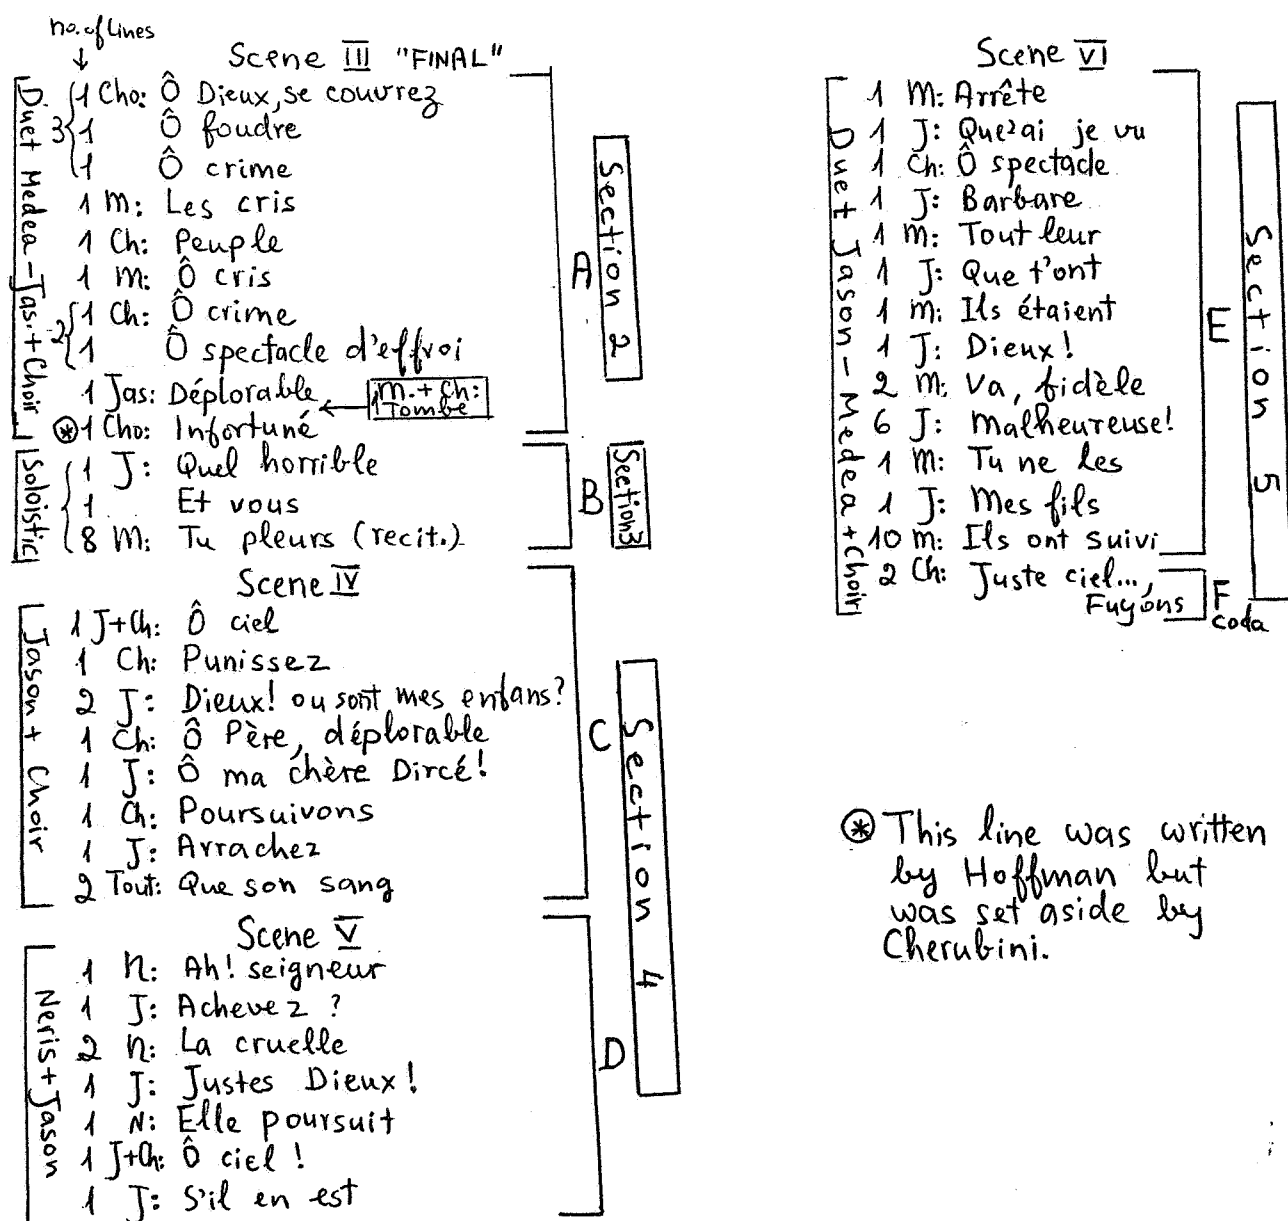 no. of Lines
↓
Scene III "FINAL"
D. Duet Medea-Jas.+Choir
3 { 1 Cho: Ô Dieux, se couvrez
1 Ô foudre
1 Ô crime
1 M: Les cris
1 Ch: Peuple
1 M: Ô cris
2 { 1 Ch: Ô crime
1 Ô spectacle d'effroi
1 Jas: Déplorable
← 1 M.+Ch: Tombe
⊛ 1 Cho: Infortuné
A
Section 2
Soloistic
1 J: Quel horrible
1 Et vous
8 M: Tu pleurs (recit.)
B
Section 3
Scene IV
Jason + Choir
1 J+Ch: Ô ciel
1 Ch: Punissez
2 J: Dieux! ou sont mes enfans?
1 Ch: Ô Père, déplorable
1 J: Ô ma chère Dircé!
1 Ch: Poursuivons
1 J: Arrachez
2 Tout: Que son sang
C
Section 4
Scene V
Neris+Jason
1 N: Ah! seigneur
1 J: Achevez ?
2 N: La cruelle
1 J: Justes Dieux!
1 N: Elle poursuit
1 J+Ch: Ô ciel !
1 J: S'il en est
D
Scene VI
Duet Jason-Medea+Choir
1 M: Arrête
1 J: Que'ai je vu
1 Ch: Ô spectacle
1 J: Barbare
1 M: Tout leur
1 J: Que t'ont
1 M: Ils étaient
1 J: Dieux!
2 M: Va, fidèle
6 J: Malheureuse!
1 M: Tu ne les
1 J: Mes fils
10 M: Ils ont suivi
2 Ch: Juste ciel...,
Fuyons
E
F
coda
Section 5
⊛ This line was written
by Hoffman but
was set aside by
Cherubini.